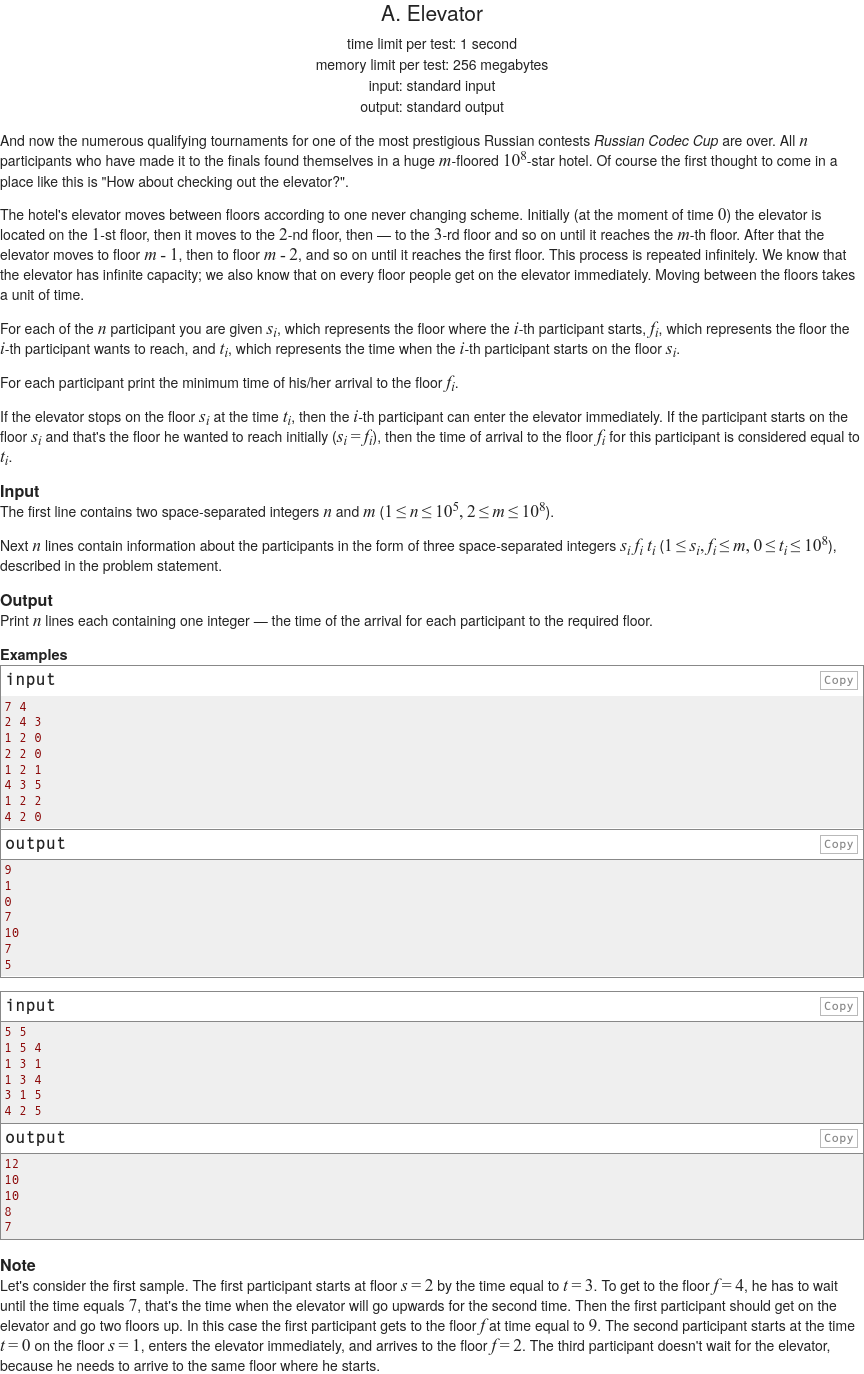 A. Elevator
time limit per test: 1 second
memory limit per test: 256 megabytes
input: standard input
output: standard output
And now the numerous qualifying tournaments for one of the most prestigious Russian contests Russian Codec Cup are over. All n
participants who have made it to the finals found themselves in a huge m-floored 10^8-star hotel. Of course the first thought to come in a
place like this is "How about checking out the elevator?".
The hotel's elevator moves between floors according to one never changing scheme. Initially (at the moment of time 0) the elevator is
located on the 1-st floor, then it moves to the 2-nd floor, then — to the 3-rd floor and so on until it reaches the m-th floor. After that the
elevator moves to floor m - 1, then to floor m - 2, and so on until it reaches the first floor. This process is repeated infinitely. We know that
the elevator has infinite capacity; we also know that on every floor people get on the elevator immediately. Moving between the floors takes
a unit of time.
For each of the n participant you are given s_i, which represents the floor where the i-th participant starts, f_i, which represents the floor the
i-th participant wants to reach, and t_i, which represents the time when the i-th participant starts on the floor s_i.
For each participant print the minimum time of his/her arrival to the floor f_i.
If the elevator stops on the floor s_i at the time t_i, then the i-th participant can enter the elevator immediately. If the participant starts on the
floor s_i and that's the floor he wanted to reach initially (s_i = f_i), then the time of arrival to the floor f_i for this participant is considered equal to
t_i.
Input
The first line contains two space-separated integers n and m (1 ≤ n ≤ 10^5, 2 ≤ m ≤ 10^8).
Next n lines contain information about the participants in the form of three space-separated integers s_i f_i t_i (1 ≤ s_i, f_i ≤ m, 0 ≤ t_i ≤ 10^8),
described in the problem statement.
Output
Print n lines each containing one integer — the time of the arrival for each participant to the required floor.
Examples
input Copy
7 4
2 4 3
1 2 0
2 2 0
1 2 1
4 3 5
1 2 2
4 2 0
output Copy
9
1
0
7
10
7
5
input Copy
5 5
1 5 4
1 3 1
1 3 4
3 1 5
4 2 5
output Copy
12
10
10
8
7
Note
Let's consider the first sample. The first participant starts at floor s = 2 by the time equal to t = 3. To get to the floor f = 4, he has to wait
until the time equals 7, that's the time when the elevator will go upwards for the second time. Then the first participant should get on the
elevator and go two floors up. In this case the first participant gets to the floor f at time equal to 9. The second participant starts at the time
t = 0 on the floor s = 1, enters the elevator immediately, and arrives to the floor f = 2. The third participant doesn't wait for the elevator,
because he needs to arrive to the same floor where he starts.